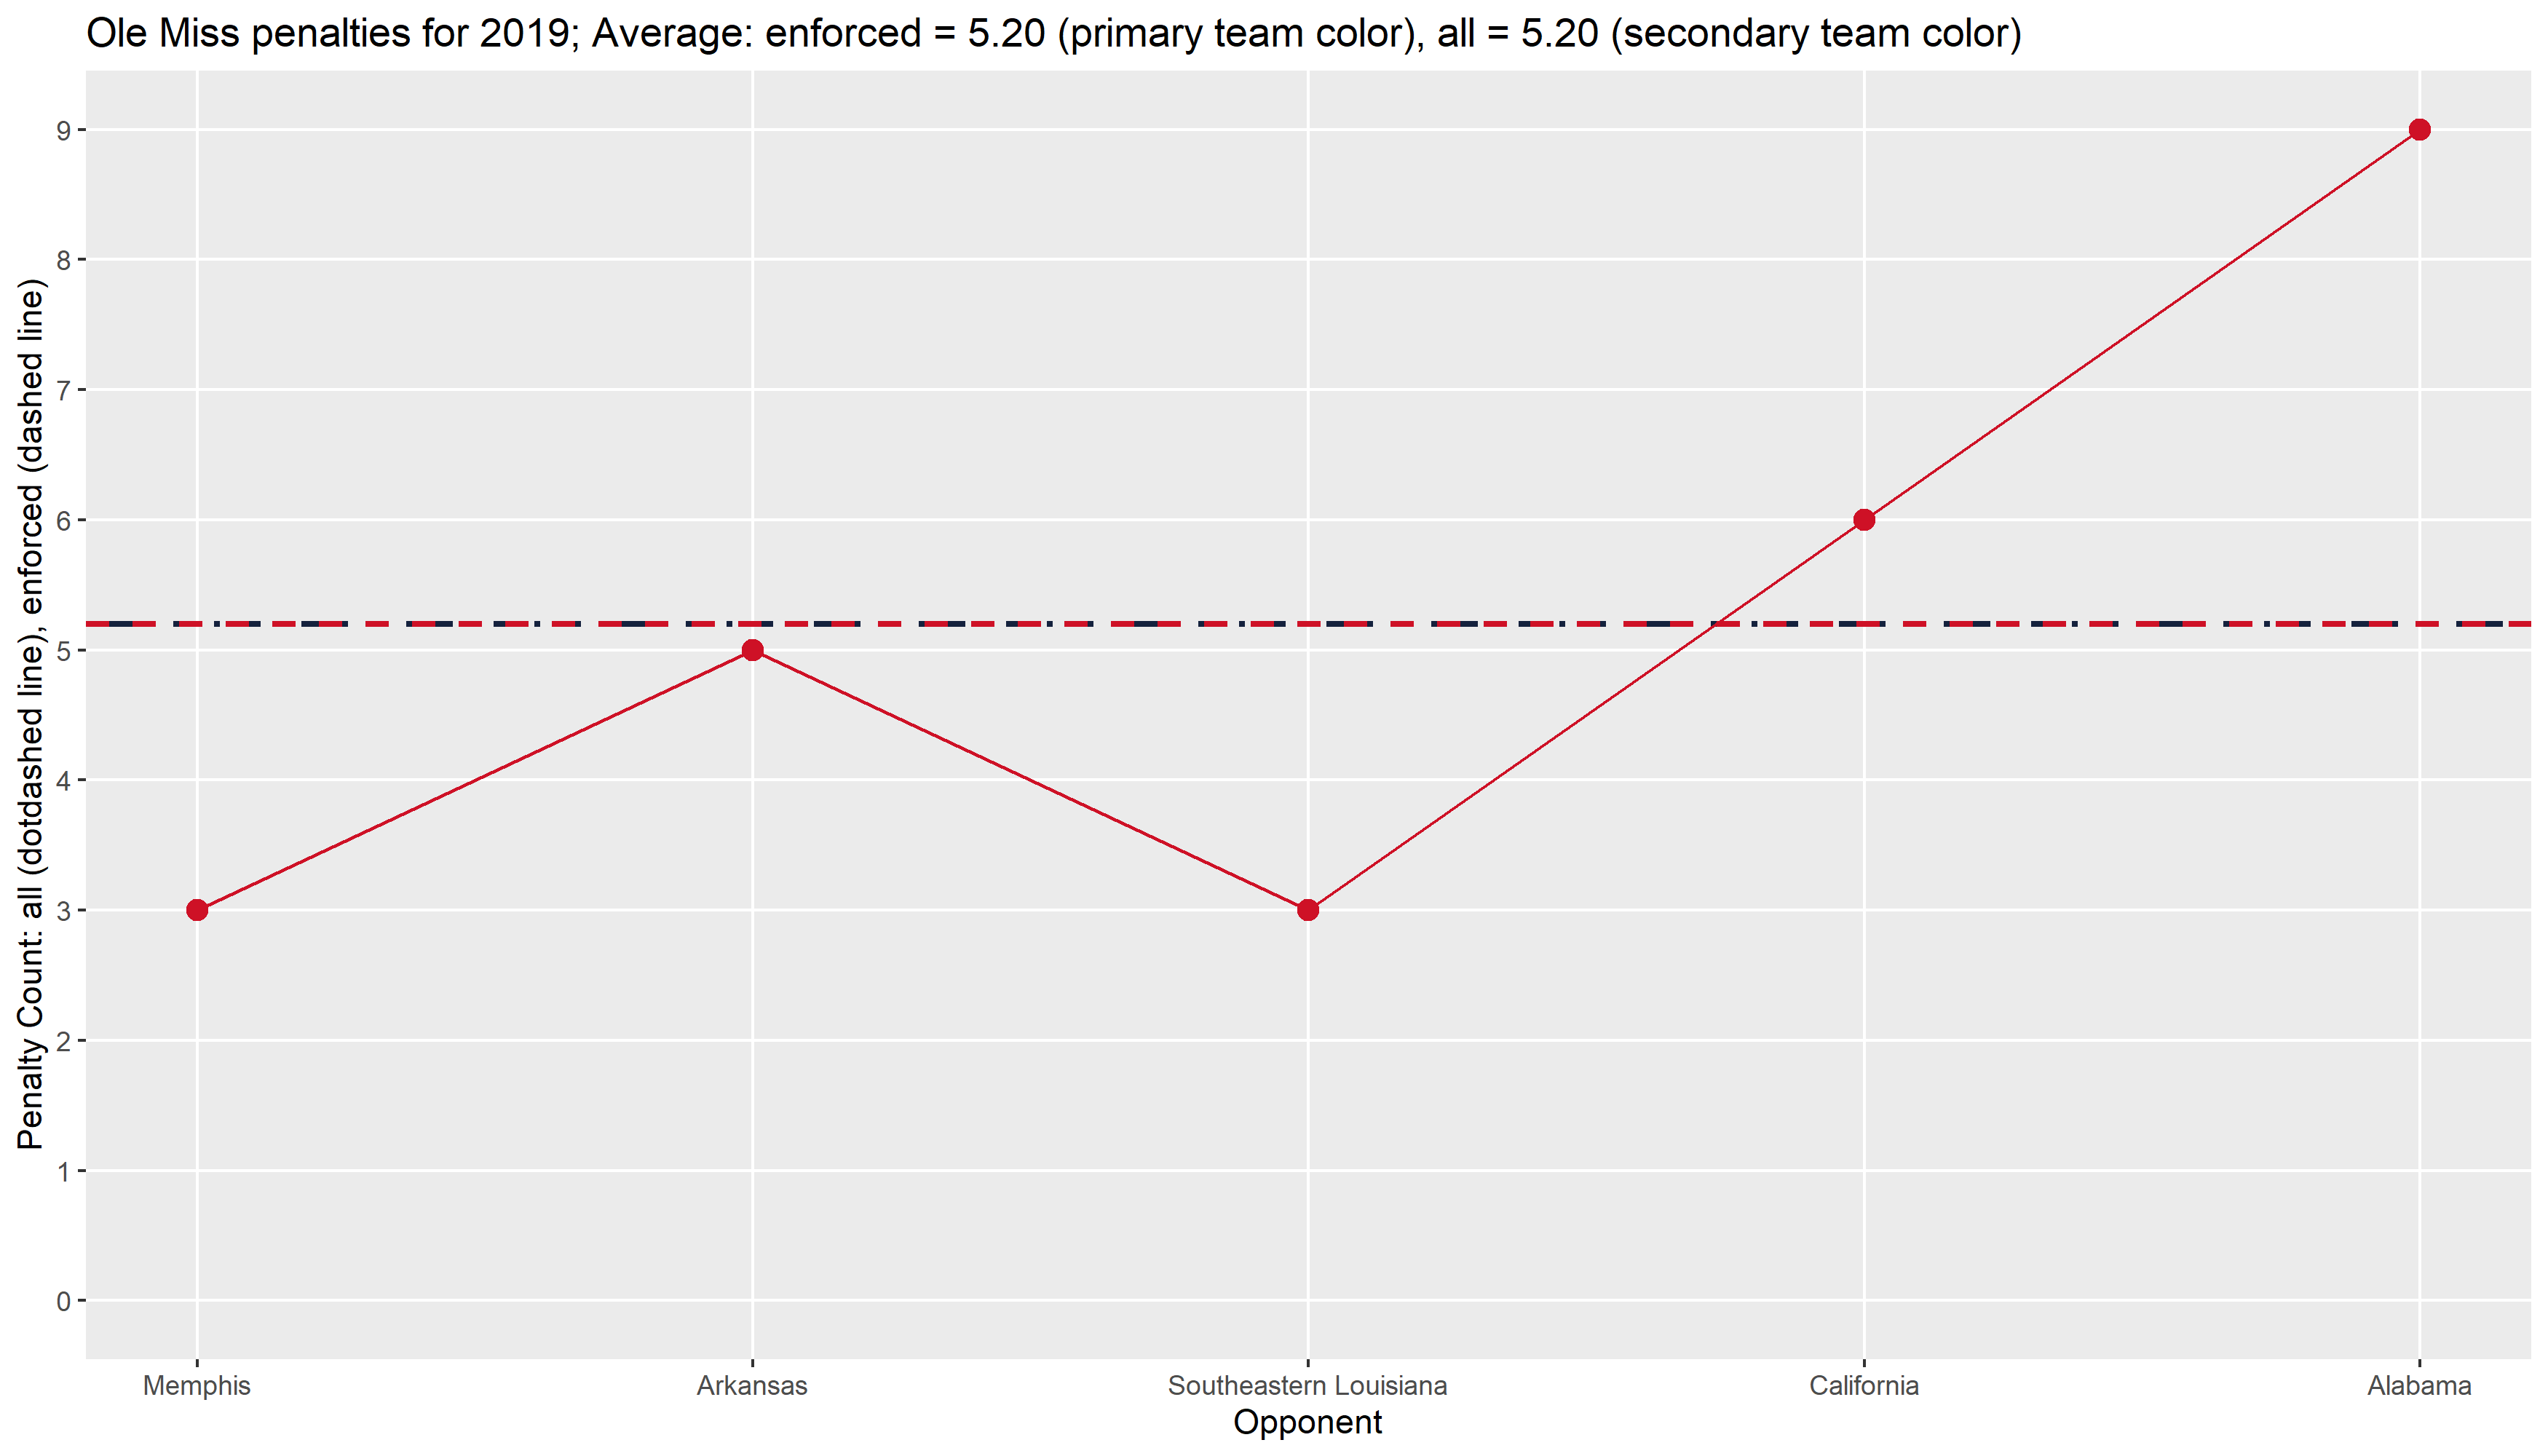 Ole Miss penalties for 2019; Average: enforced = 5.20 (primary team color), all = 5.20 (secondary team color)
Penalty Count: all (dotdashed line), enforced (dashed line)
9
8
7
6
5
4
3
2
1
0
Memphis Arkansas Southeastern Louisiana California Alabama
Opponent